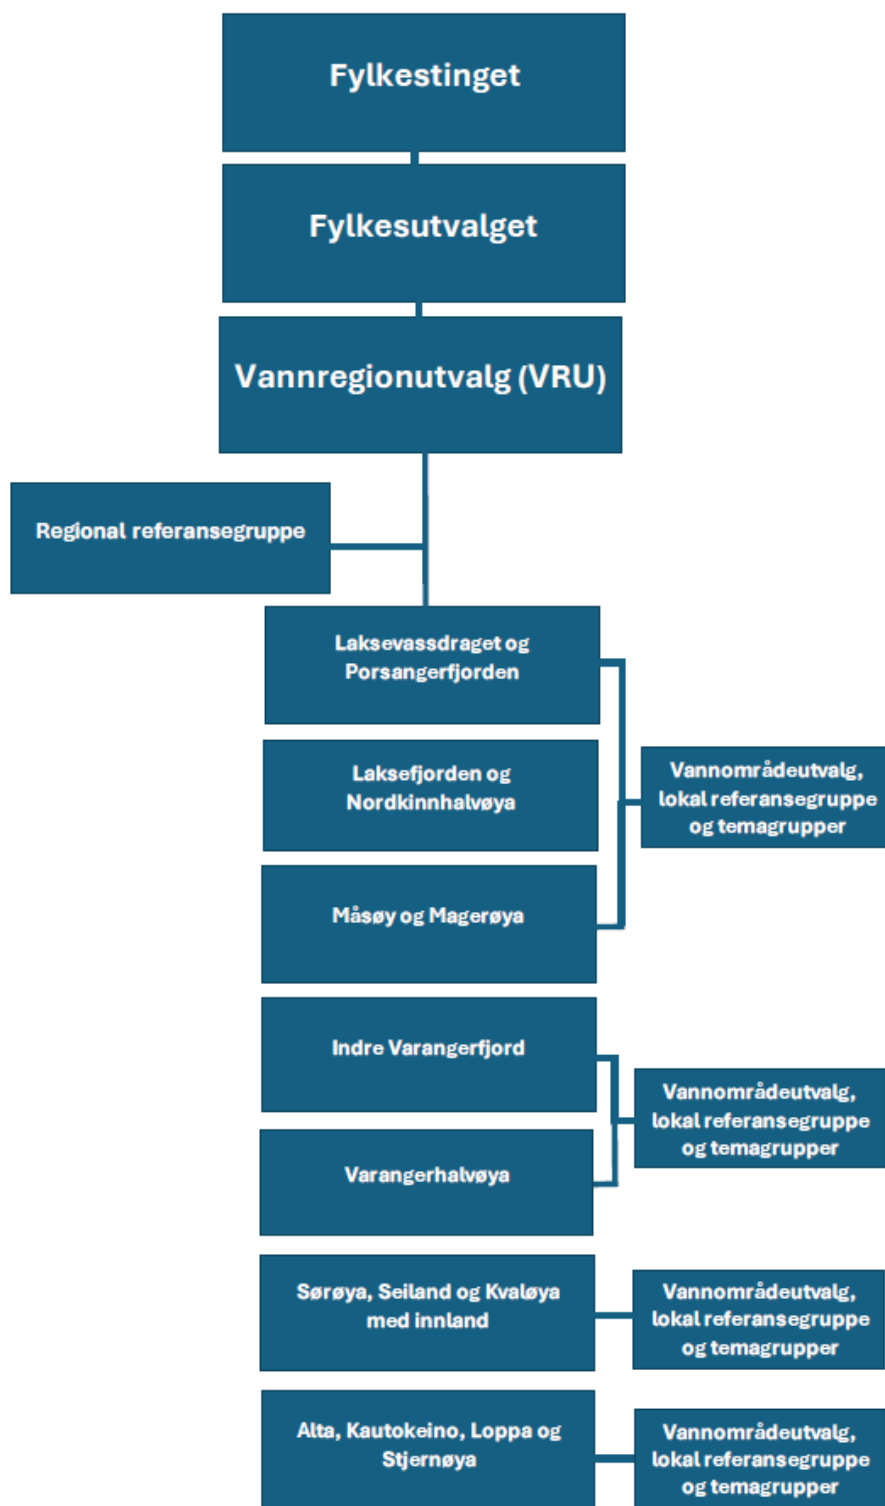 Fylkestinget
Fylkesutvalget
Vannregionutvalg (VRU)
Regional referansegruppe
Laksevassdraget og
Porsangerfjorden
Laksefjorden og
Nordkinnhalvøya
Vannområdeutvalg,
lokal referansegruppe
og temagrupper
Måsøy og Magerøya
Indre Varangerfjord
Vannområdeutvalg,
lokal referansegruppe
og temagrupper
Varangerhalvøya
Sørøya, Seiland og Kvaløya
med innland
Vannområdeutvalg,
lokal referansegruppe
og temagrupper
Alta, Kautokeino, Loppa og
Stjernøya
Vannområdeutvalg,
lokal referansegruppe
og temagrupper